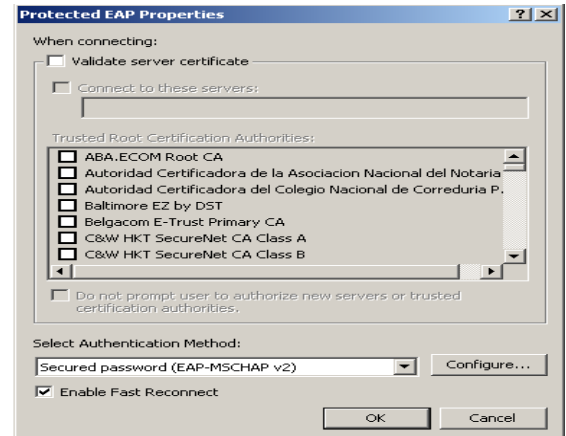 Protected EAP Properties
When connecting:
Validate server certificate
Connect to these servers:
Trusted Root Certification Authorities:
ABA.ECOM Root CA
Autoridad Certificadora de la Asociacion Nacional del Notaria
Autoridad Certificadora del Colegio Nacional de Correduria P.
Baltimore EZ by DST
Belgacom E-Trust Primary CA
C&W HKT SecureNet CA Class A
C&W HKT SecureNet CA Class B
Do not prompt user to authorize new servers or trusted
certification authorities.
Select Authentication Method:
Secured password (EAP-MSCHAP v2)
Configure...
Enable Fast Reconnect
OK
Cancel